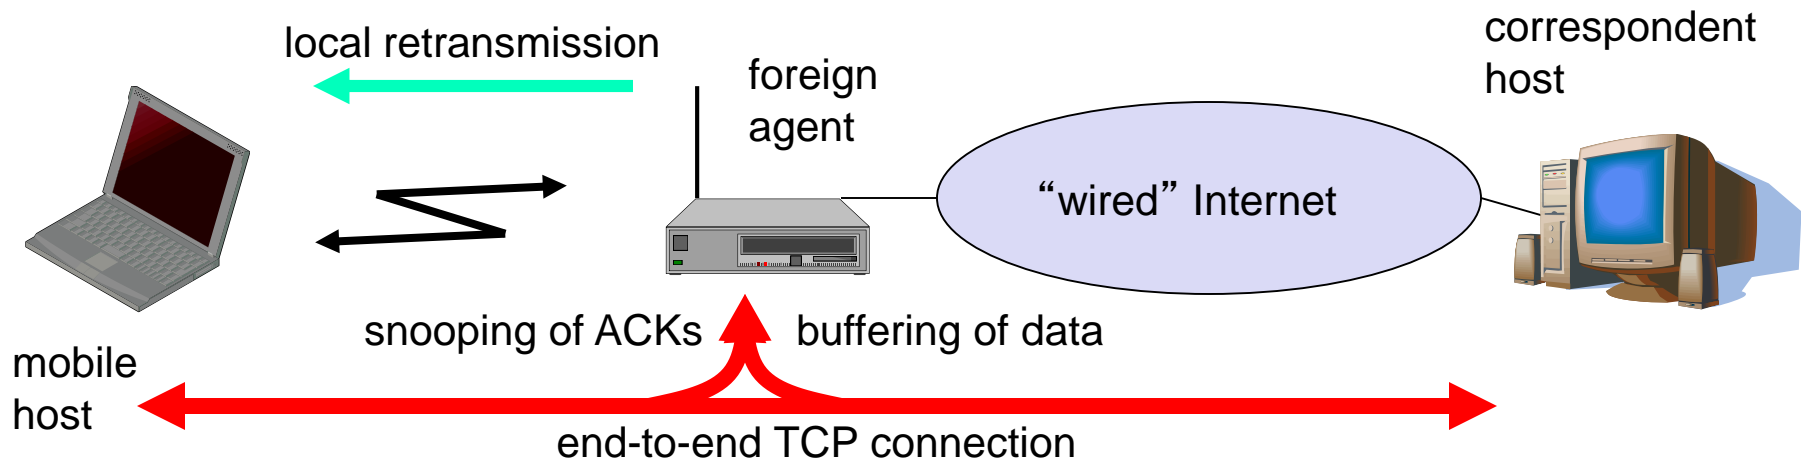 local retransmission
foreign
agent
correspondent
host
“wired” Internet
snooping of ACKs
buffering of data
mobile
host
end-to-end TCP connection